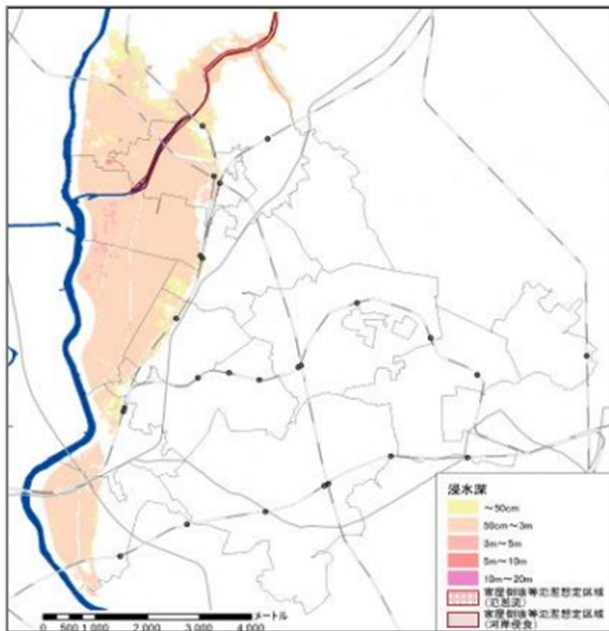 浸水深
～50cm
50cm～3m
3m～5m
5m～10m
10m～20m
家屋倒壊等氾濫想定区域
(氾濫流)
家屋倒壊等氾濫想定区域
(河岸侵食)
0 500 1,000 2,000 3,000 4,000 メートル